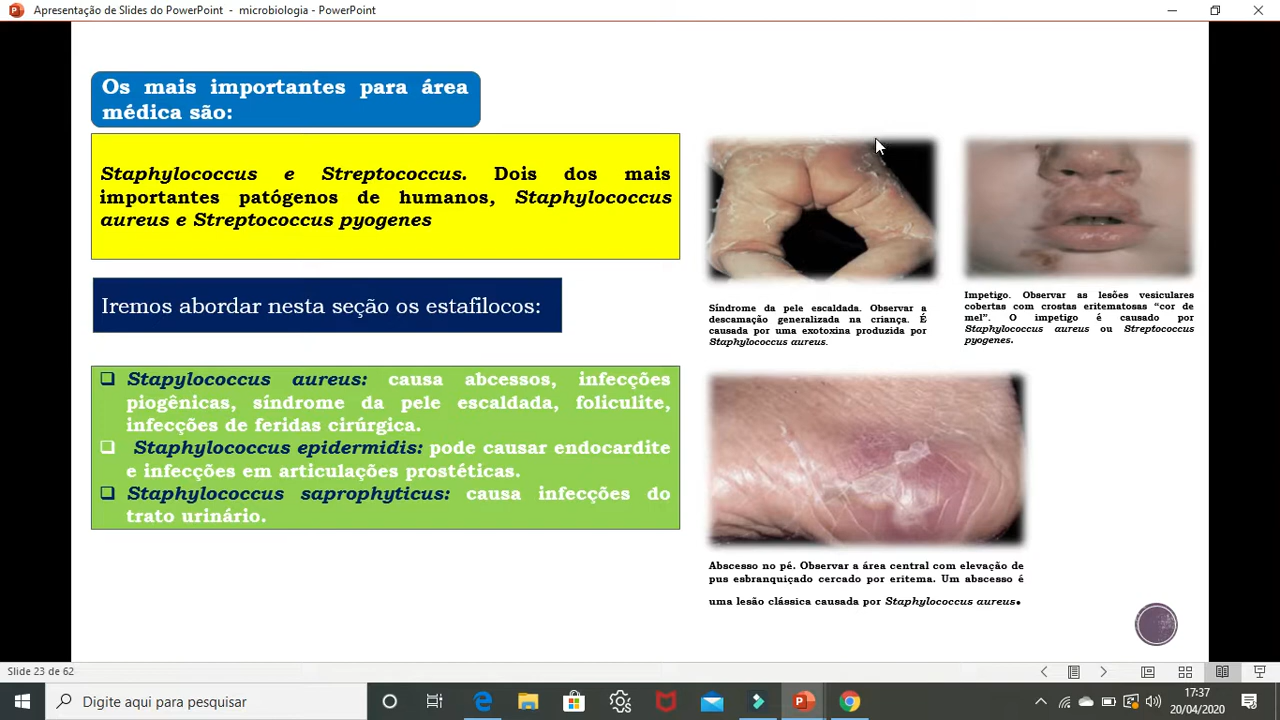 Apresentação de Slides do PowerPoint - microbiologia - PowerPoint
Os mais importantes para área
médica são:
Staphylococcus e Streptococcus. Dois dos mais
importantes patógenos de humanos, Staphylococcus
aureus e Streptococcus pyogenes
Iremos abordar nesta seção os estafilocos:
Stapylococcus aureus: causa abcessos, infecções
piogênicas, síndrome da pele escaldada, foliculite,
infecções de feridas cirúrgica.
Staphylococcus epidermidis: pode causar endocardite
e infecções em articulações prostéticas.
Staphylococcus saprophyticus: causa infecções do
trato urinário.
Síndrome da pele escaldada. Observar a
descamação generalizada na criança. É
causada por uma exotoxina produzida por
Staphylococcus aureus.
Impetigo. Observar as lesões vesiculares
cobertas com crostas eritematosas “cor de
mel”. O impetigo é causado por
Staphylococcus aureus ou Streptococcus
pyogenes.
Abscesso no pé. Observar a área central com elevação de
pus esbranquiçado cercado por eritema. Um abscesso é
uma lesão clássica causada por Staphylococcus aureus.
Slide 23 de 62
Digite aqui para pesquisar
17:37
20/04/2020